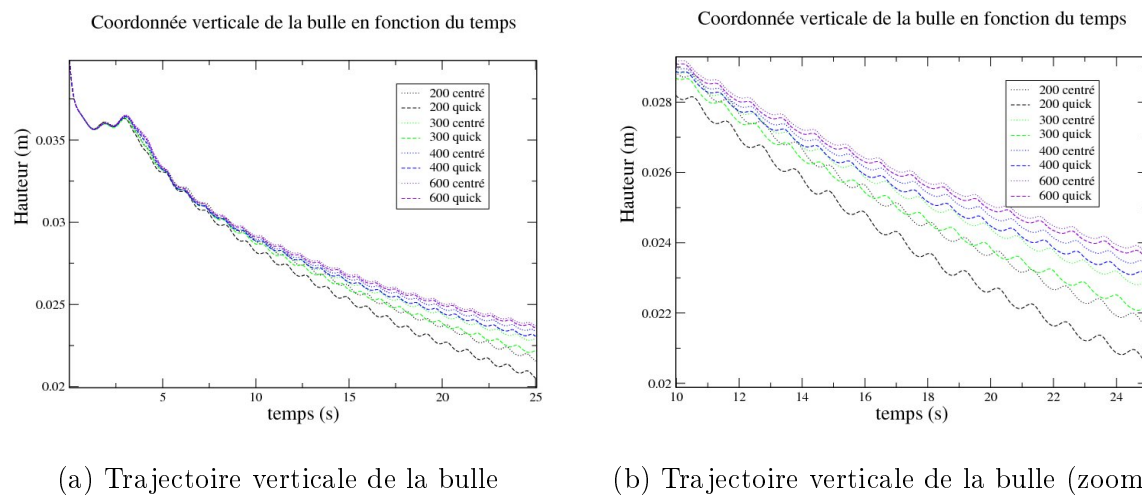 Coordonnée verticale de la bulle en fonction du temps
200 centré
200 quick
300 centré
300 quick
400 centré
400 quick
600 centré
600 quick
Hauteur (m)
0.035
0.03
0.025
0.02
5
10
15
20
25
temps (s)
(a) Trajectoire verticale de la bulle
Coordonnée verticale de la bulle en fonction du temps
200 centré
200 quick
300 centré
300 quick
400 centré
400 quick
600 centré
600 quick
Hauteur (m)
0.028
0.026
0.024
0.022
0.02
10
12
14
16
18
20
22
24
temps (s)
(b) Trajectoire verticale de la bulle (zoom